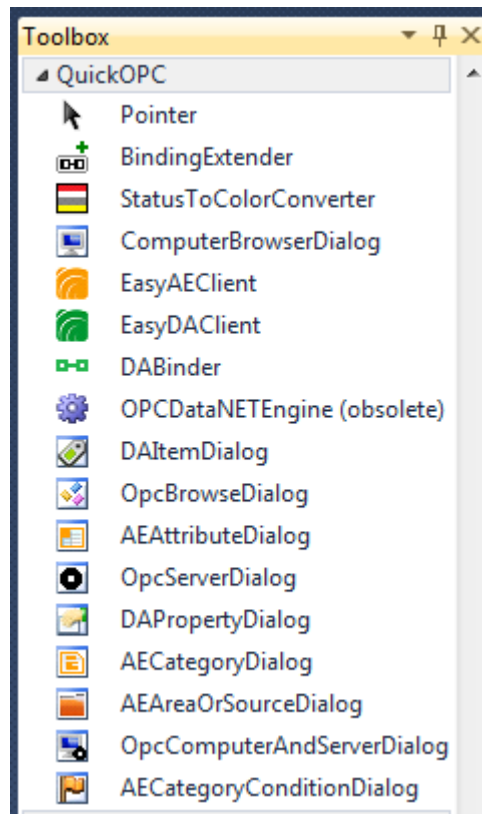 Toolbox
QuickOPC
Pointer
BindingExtender
StatusToColorConverter
ComputerBrowserDialog
EasyAEClient
EasyDAClient
DABinder
OPCDataNETEngine (obsolete)
DAItemDialog
OpcBrowseDialog
AEAttributeDialog
OpcServerDialog
DAPropertyDialog
AECategoryDialog
AEAreaOrSourceDialog
OpcComputerAndServerDialog
AECategoryConditionDialog